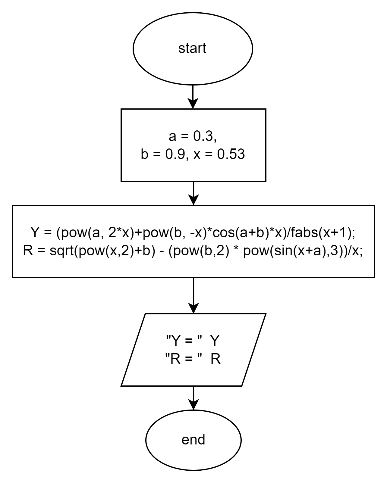 start
a = 0.3,
b = 0.9, x = 0.53
Y = (pow(a, 2*x)+pow(b, -x)*cos(a+b)*x)/fabs(x+1);
R = sqrt(pow(x,2)+b) - (pow(b,2) * pow(sin(x+a),3))/x;
"Y = " Y
"R = " R
end